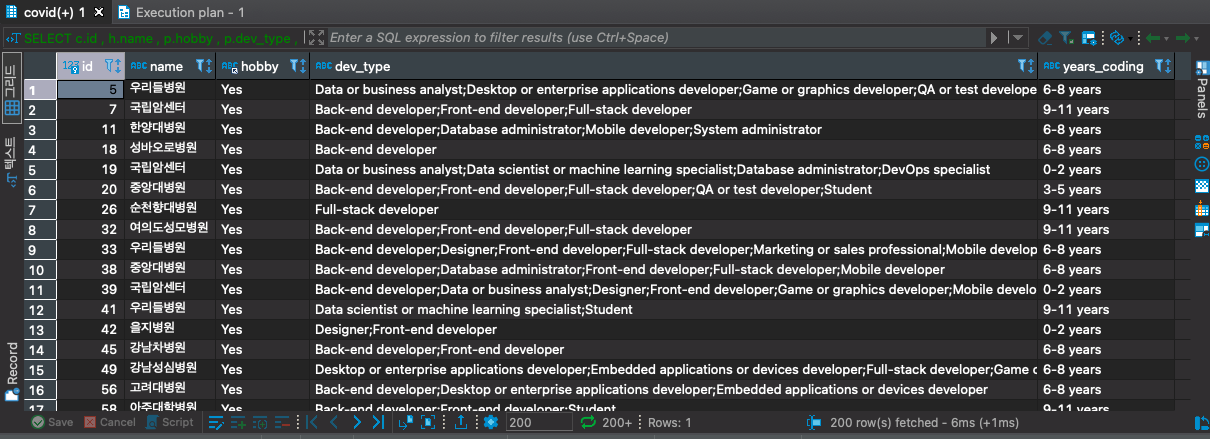 covid(+) 1 × Execution plan - 1
SELECT c.id , h.name , p.hobby , p.dev_type , Enter a SQL expression to filter results (use Ctrl+Space)
그리드
텍스트
Record
Panels
123 id ABC name ABC hobby ABC dev_type ABC years_coding
1 5 우리들병원 Yes Data or business analyst;Desktop or enterprise applications developer;Game or graphics developer;QA or test develope 6-8 years
2 7 국립암센터 Yes Back-end developer;Front-end developer;Full-stack developer 9-11 years
3 11 한양대병원 Yes Back-end developer;Database administrator;Mobile developer;System administrator 6-8 years
4 18 성바오로병원 Yes Back-end developer 6-8 years
5 19 국립암센터 Yes Data or business analyst;Data scientist or machine learning specialist;Database administrator;DevOps specialist 0-2 years
6 20 중앙대병원 Yes Back-end developer;Front-end developer;Full-stack developer;QA or test developer;Student 3-5 years
7 26 순천향대병원 Yes Full-stack developer 9-11 years
8 32 여의도성모병원 Yes Back-end developer;Front-end developer;Full-stack developer 9-11 years
9 33 우리들병원 Yes Back-end developer;Designer;Front-end developer;Full-stack developer;Marketing or sales professional;Mobile develop 6-8 years
10 38 중앙대병원 Yes Back-end developer;Database administrator;Front-end developer;Full-stack developer;Mobile developer 6-8 years
11 39 국립암센터 Yes Back-end developer;Data or business analyst;Designer;Front-end developer;Game or graphics developer;Mobile develo 0-2 years
12 41 우리들병원 Yes Data scientist or machine learning specialist;Student 9-11 years
13 42 을지병원 Yes Designer;Front-end developer 0-2 years
14 45 강남차병원 Yes Back-end developer;Front-end developer 6-8 years
15 49 강남성심병원 Yes Desktop or enterprise applications developer;Embedded applications or devices developer;Full-stack developer;Game o 6-8 years
16 56 고려대병원 Yes Back-end developer;Desktop or enterprise applications developer;Embedded applications or devices developer 6-8 years
17 58 아주대학병원 Yes Back-end developer;Front-end developer;Student 9-11 years
Save Cancel Script 200 200+ Rows: 1 200 row(s) fetched - 6ms (+1ms)